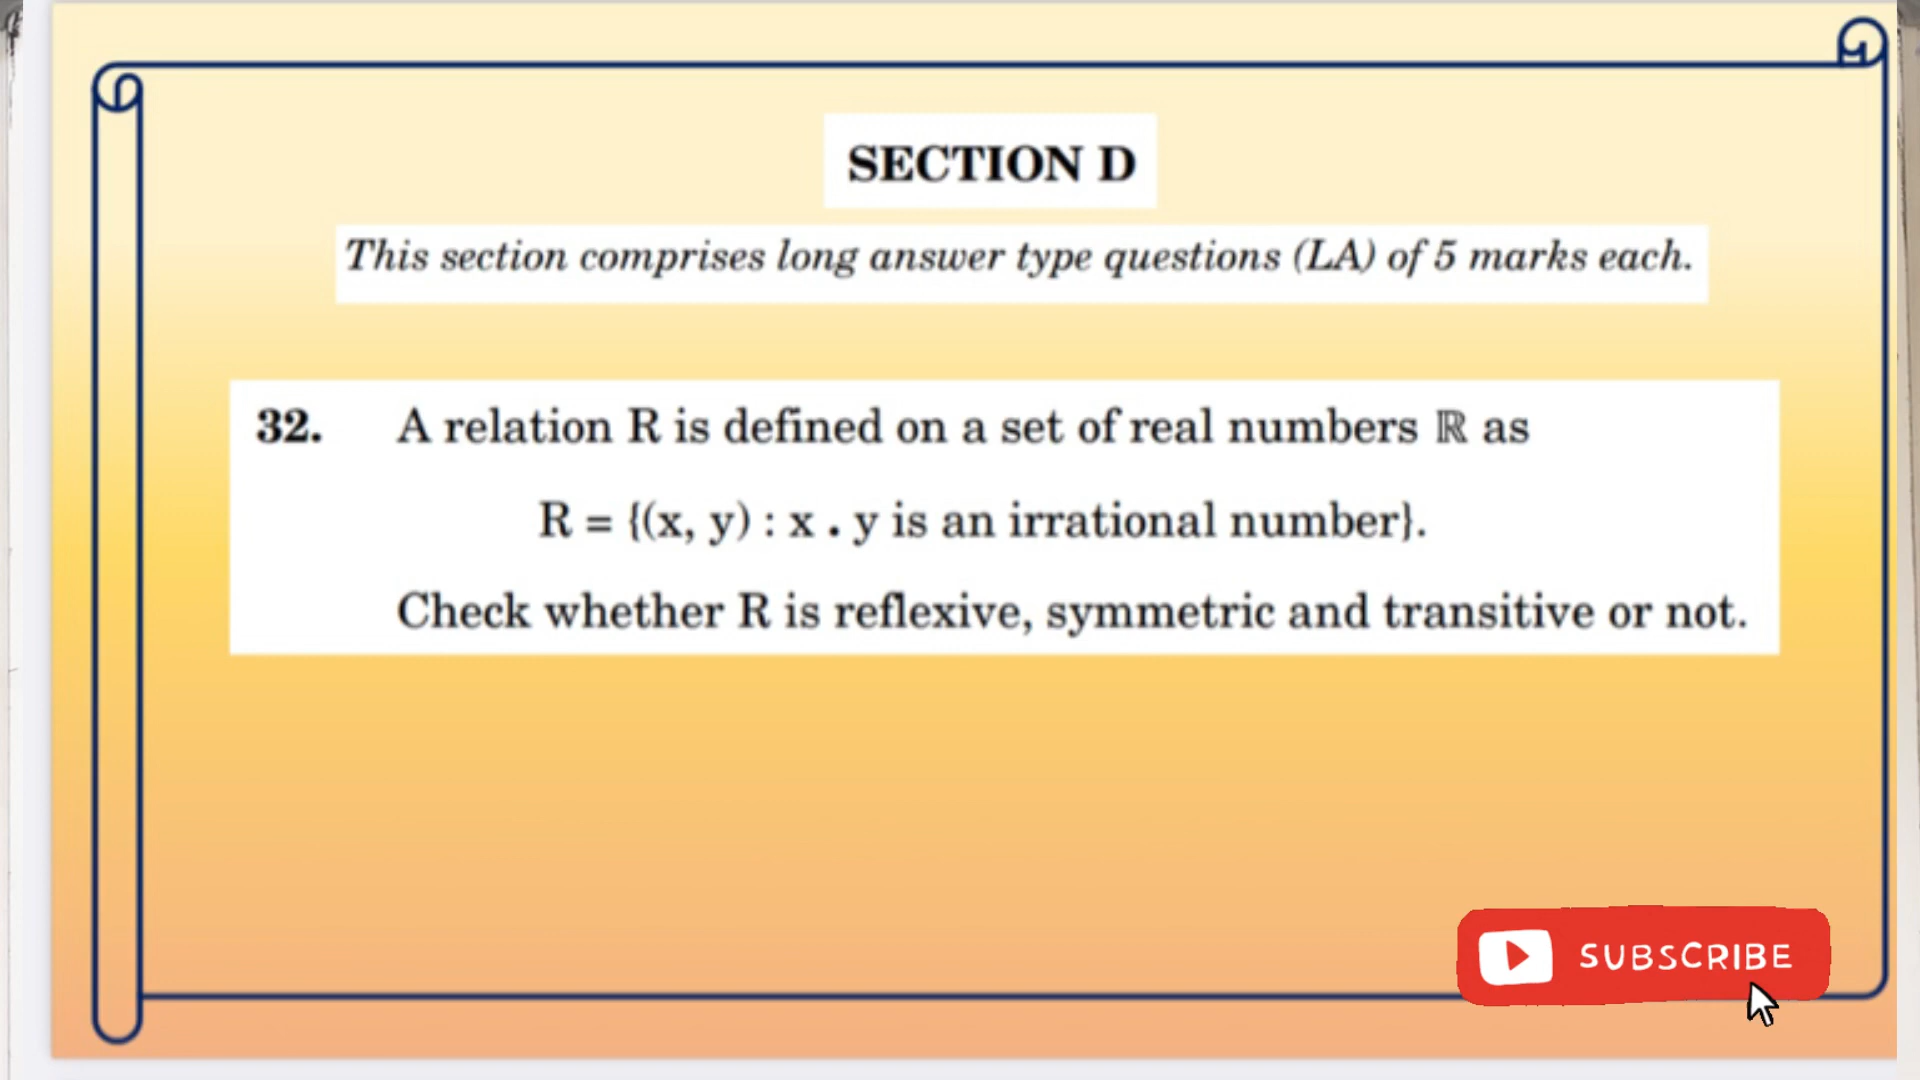 SECTION D
This section comprises long answer type questions (LA) of 5 marks each.
32. A relation R is defined on a set of real numbers ℝ as
R = {(x, y) : x . y is an irrational number}.
Check whether R is reflexive, symmetric and transitive or not.
SUBSCRIBE